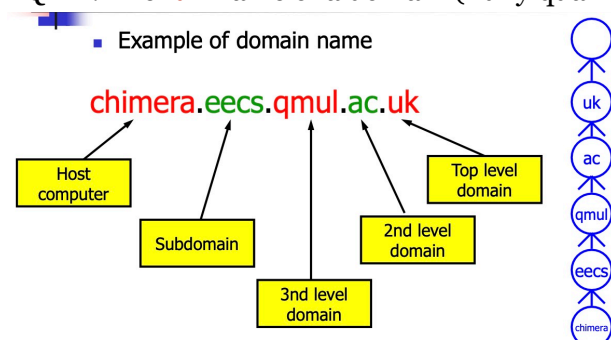 Example of domain name
chimera.eecs.qmul.ac.uk
Host
computer
Subdomain
3nd level
domain
2nd level
domain
Top level
domain
uk
ac
qmul
eecs
chimera